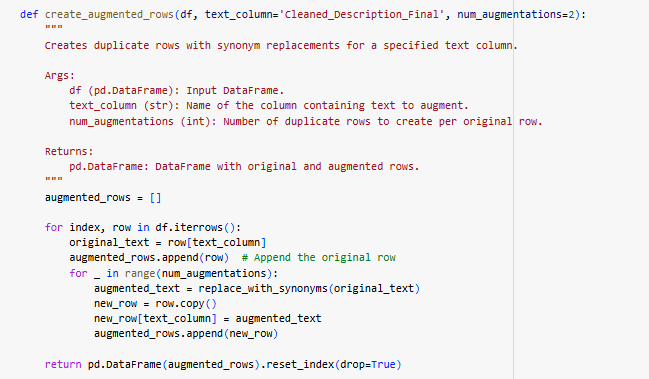 def create_augmented_rows(df, text_column='Cleaned_Description_Final', num_augmentations=2):
    """
    Creates duplicate rows with synonym replacements for a specified text column.

    Args:
        df (pd.DataFrame): Input DataFrame.
        text_column (str): Name of the column containing text to augment.
        num_augmentations (int): Number of duplicate rows to create per original row.

    Returns:
        pd.DataFrame: DataFrame with original and augmented rows.
    """
    augmented_rows = []

    for index, row in df.iterrows():
        original_text = row[text_column]
        augmented_rows.append(row)  # Append the original row
        for _ in range(num_augmentations):
            augmented_text = replace_with_synonyms(original_text)
            new_row = row.copy()
            new_row[text_column] = augmented_text
            augmented_rows.append(new_row)

    return pd.DataFrame(augmented_rows).reset_index(drop=True)